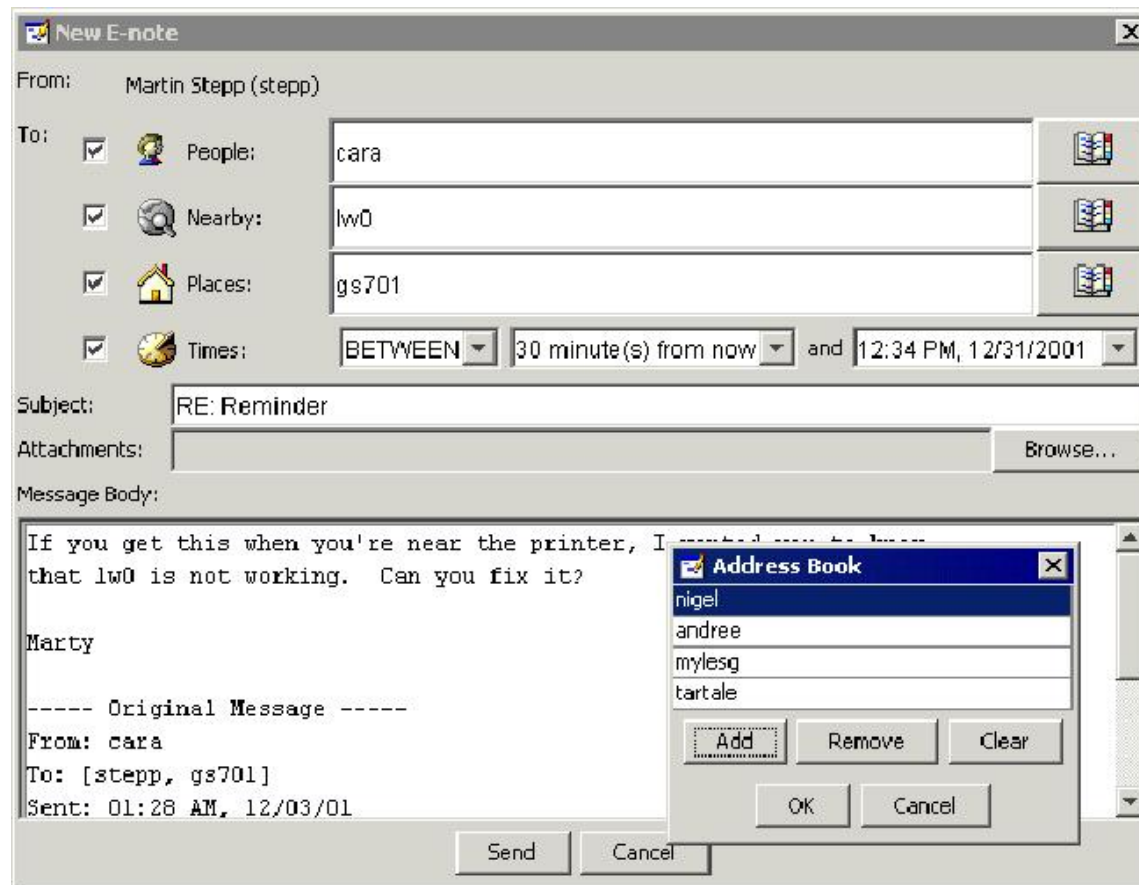 New E-note
From: Martin Stepp (stepp)
To:
People: cara
Nearby: lw0
Places: gs701
Times: BETWEEN 30 minute(s) from now and 12:34 PM, 12/31/2001
Subject: RE: Reminder
Attachments: Browse...
Message Body:
If you get this when you're near the printer, I
that lw0 is not working. Can you fix it?
Marty
----- Original Message -----
From: cara
To: [stepp, gs701]
Sent: 01:28 AM, 12/03/01
Address Book
nigel
andree
mylesg
tartale
Add Remove Clear
OK Cancel
Send Cancel